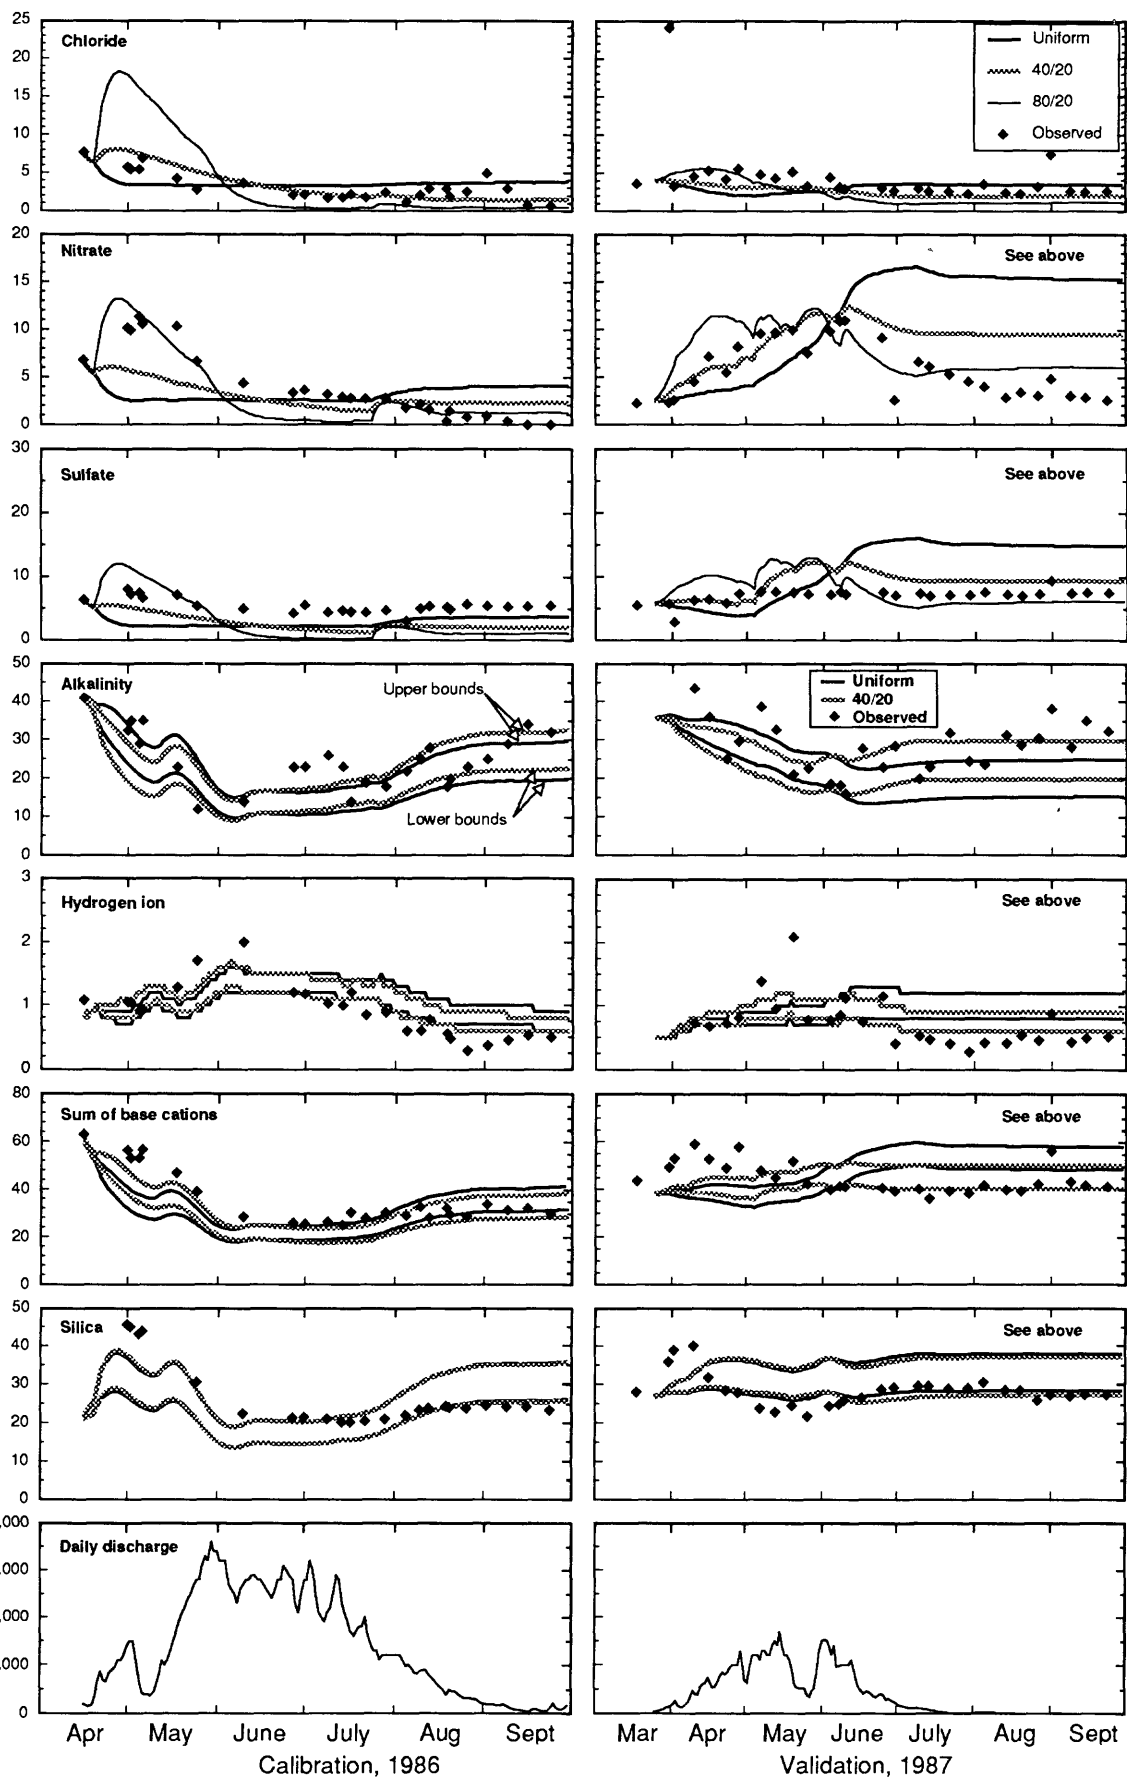 25
Chloride
20
15
10
5
0
Uniform
40/20
80/20
Observed
20
Nitrate
15
10
5
0
See above
30
Sulfate
20
10
0
See above
50
Alkalinity
40
30
20
10
0
Upper bounds
Lower bounds
Uniform
40/20
Observed
3
Hydrogen ion
2
1
0
See above
80
Sum of base cations
60
40
20
0
See above
50
Silica
40
30
20
10
0
See above
,000
Daily discharge
,000
,000
,000
0
Apr May June July Aug Sept
Calibration, 1986
Mar Apr May June July Aug Sept
Validation, 1987